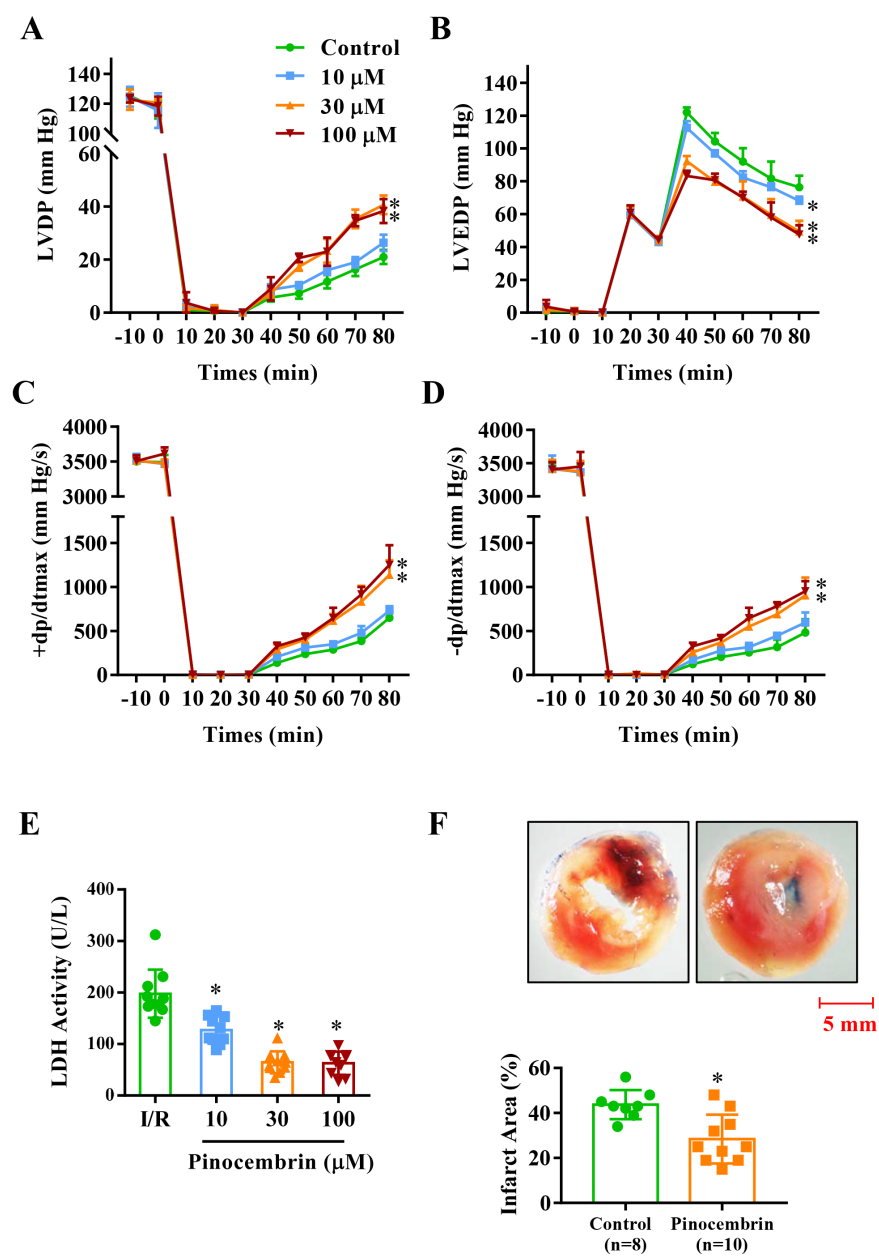 A
Control
10 μM
30 μM
100 μM
LVDP (mm Hg)
140
120
100
60
40
20
0
-10 0 10 20 30 40 50 60 70 80
Times (min)
*
*
B
LVEDP (mm Hg)
140
120
100
80
60
40
20
0
-10 0 10 20 30 40 50 60 70 80
Times (min)
*
*
*
C
+dp/dtmax (mm Hg/s)
4000
3500
3000
1500
1000
500
0
-10 0 10 20 30 40 50 60 70 80
Times (min)
*
*
D
-dp/dtmax (mm Hg/s)
4000
3500
3000
1500
1000
500
0
-10 0 10 20 30 40 50 60 70 80
Times (min)
*
*
E
LDH Activity (U/L)
400
300
200
100
0
* * *
I/R 10 30 100
Pinocembrin (μM)
F
5 mm
Infarct Area (%)
60
40
20
0
*
Control Pinocembrin
(n=8) (n=10)